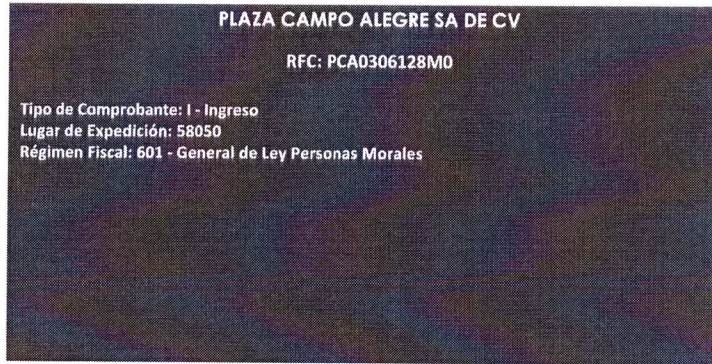 PLAZA CAMPO ALEGRE SA DE CV
RFC: PCA0306128M0
Tipo de Comprobante: I - Ingreso
Lugar de Expedición: 58050
Régimen Fiscal: 601 - General de Ley Personas Morales